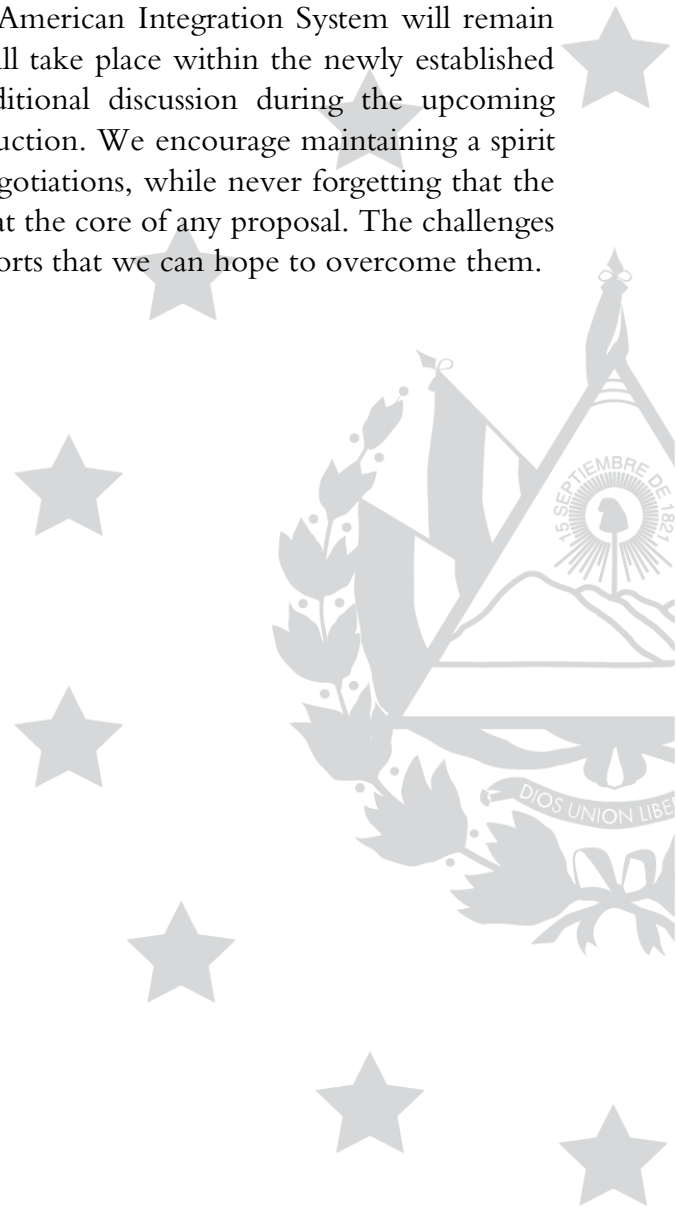 American Integration System will remain
ll take place within the newly established
ditional discussion during the upcoming
uction. We encourage maintaining a spirit
gotiations, while never forgetting that the
at the core of any proposal. The challenges
orts that we can hope to overcome them.
15 SEPTIEMBRE DE 1821
DIOS UNION LIBE